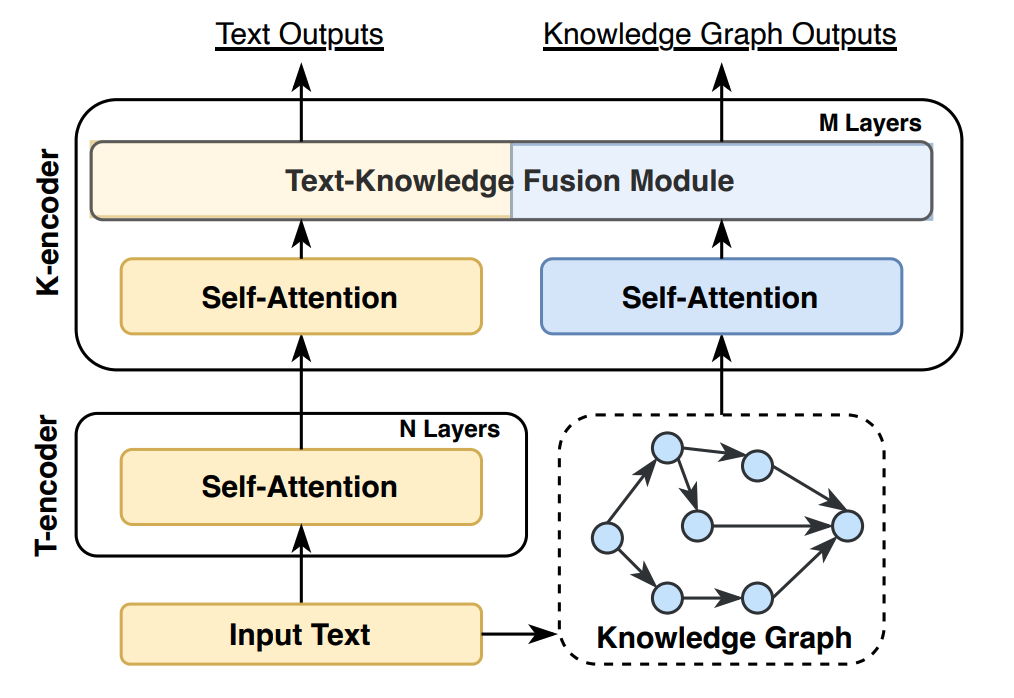 Text Outputs
Knowledge Graph Outputs
M Layers
K-encoder
Text-Knowledge Fusion Module
Self-Attention
Self-Attention
T-encoder
N Layers
Self-Attention
Input Text
Knowledge Graph